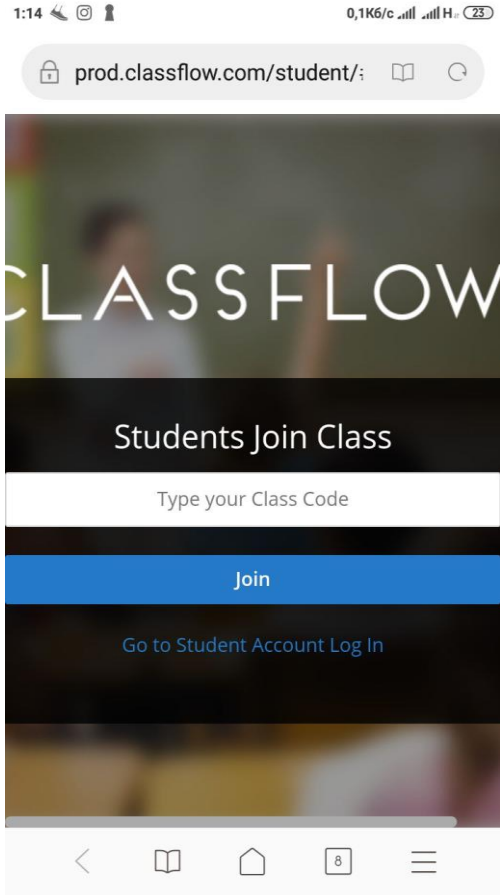 1:14 0,1Кб/с H 23
prod.classflow.com/student/
CLASSFLOW
Students Join Class
Type your Class Code
Join
Go to Student Account Log In
8